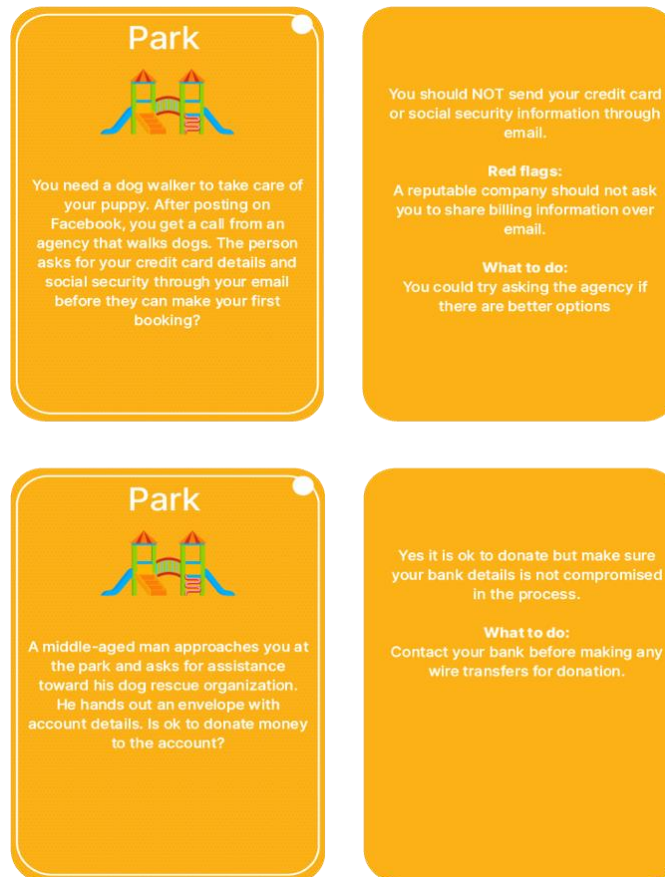 Park
You need a dog walker to take care of
your puppy. After posting on
Facebook, you get a call from an
agency that walks dogs. The person
asks for your credit card details and
social security through your email
before they can make your first
booking?
You should NOT send your credit card
or social security information through
email.
Red flags:
A reputable company should not ask
you to share billing information over
email.
What to do:
You could try asking the agency if
there are better options
Park
A middle-aged man approaches you at
the park and asks for assistance
toward his dog rescue organization.
He hands out an envelope with
account details. Is ok to donate money
to the account?
Yes it is ok to donate but make sure
your bank details is not compromised
in the process.
What to do:
Contact your bank before making any
wire transfers for donation.